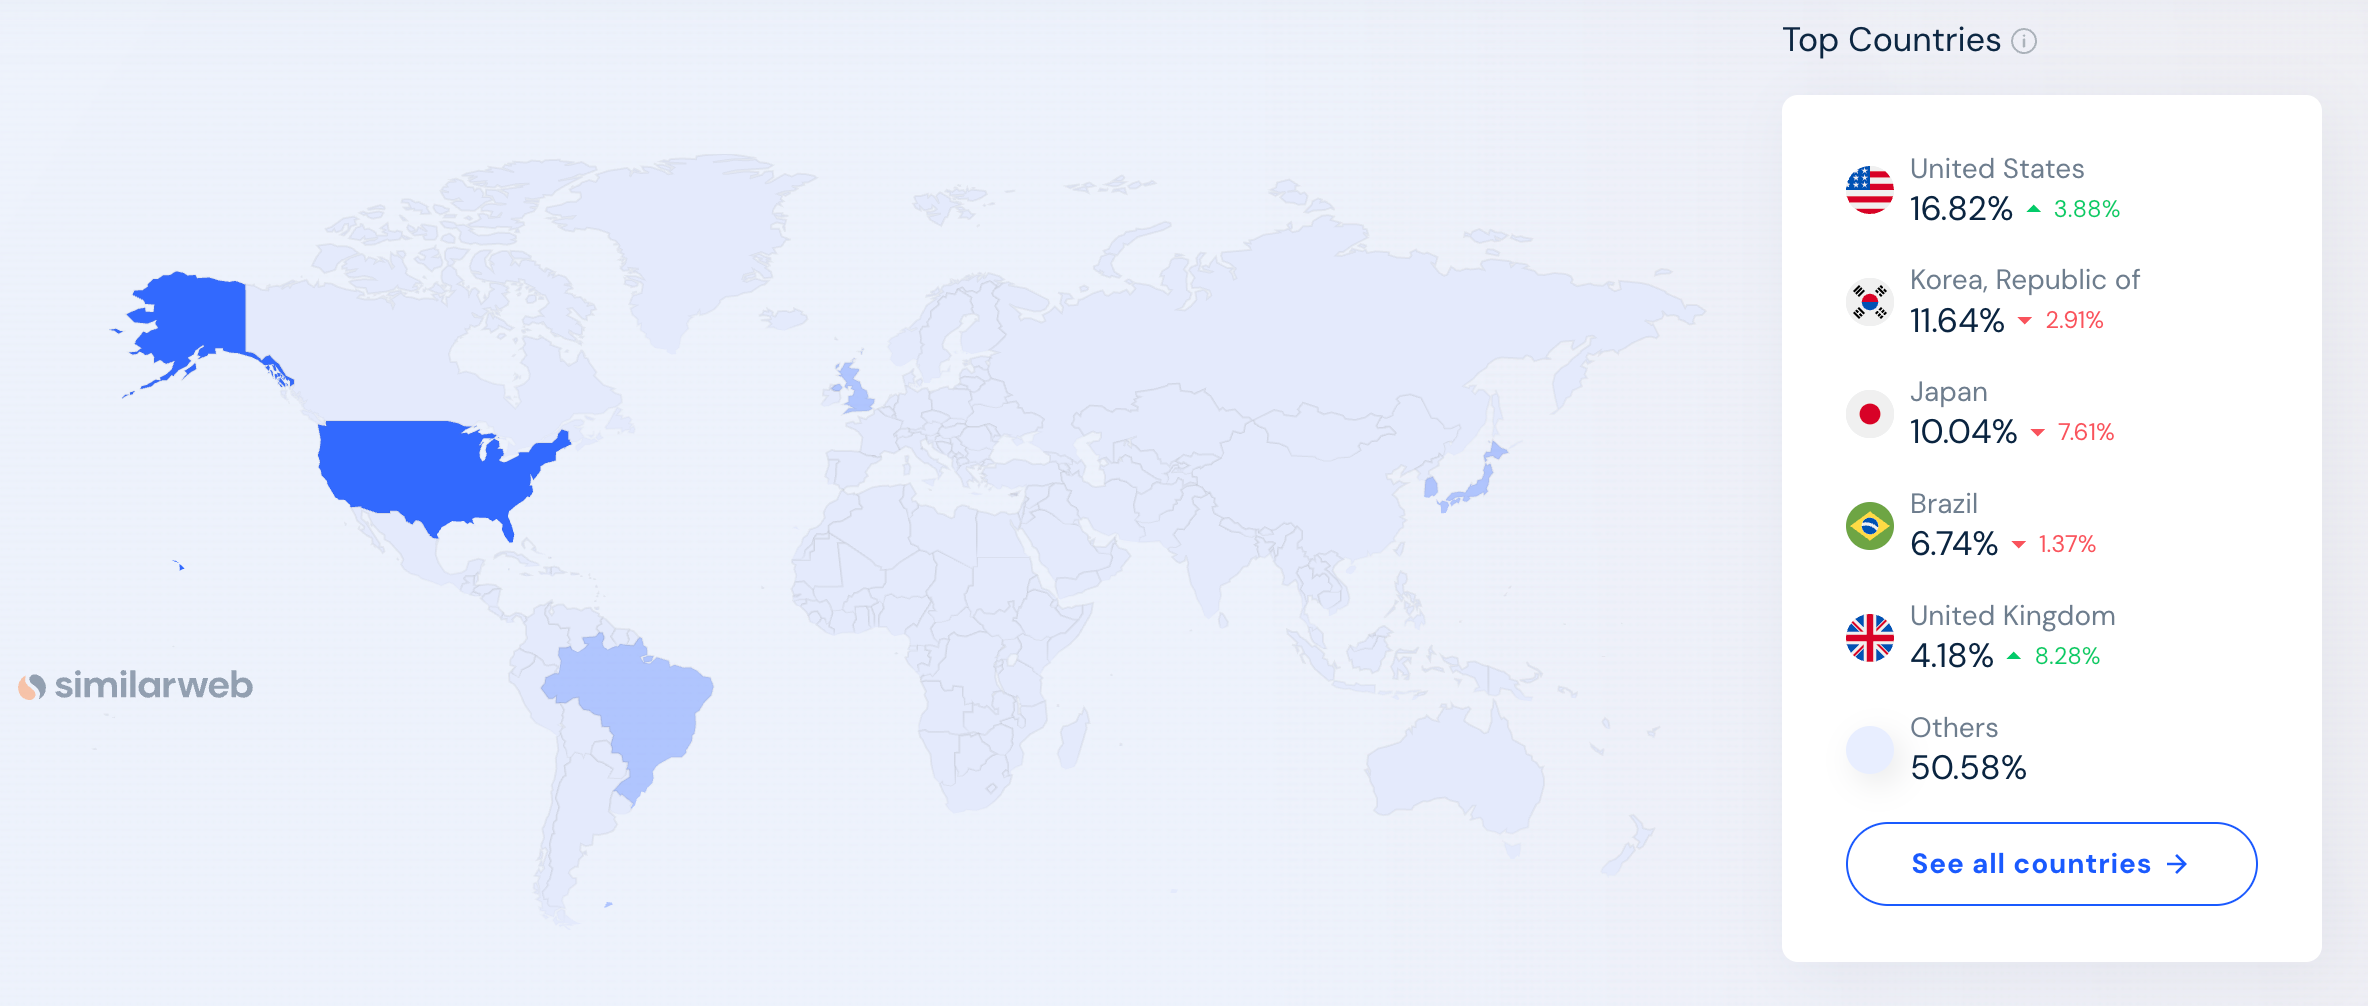 Top Countries
United States
16.82% 3.88%
Korea, Republic of
11.64% 2.91%
Japan
10.04% 7.61%
Brazil
6.74% 1.37%
United Kingdom
4.18% 8.28%
Others
50.58%
See all countries →
similarweb